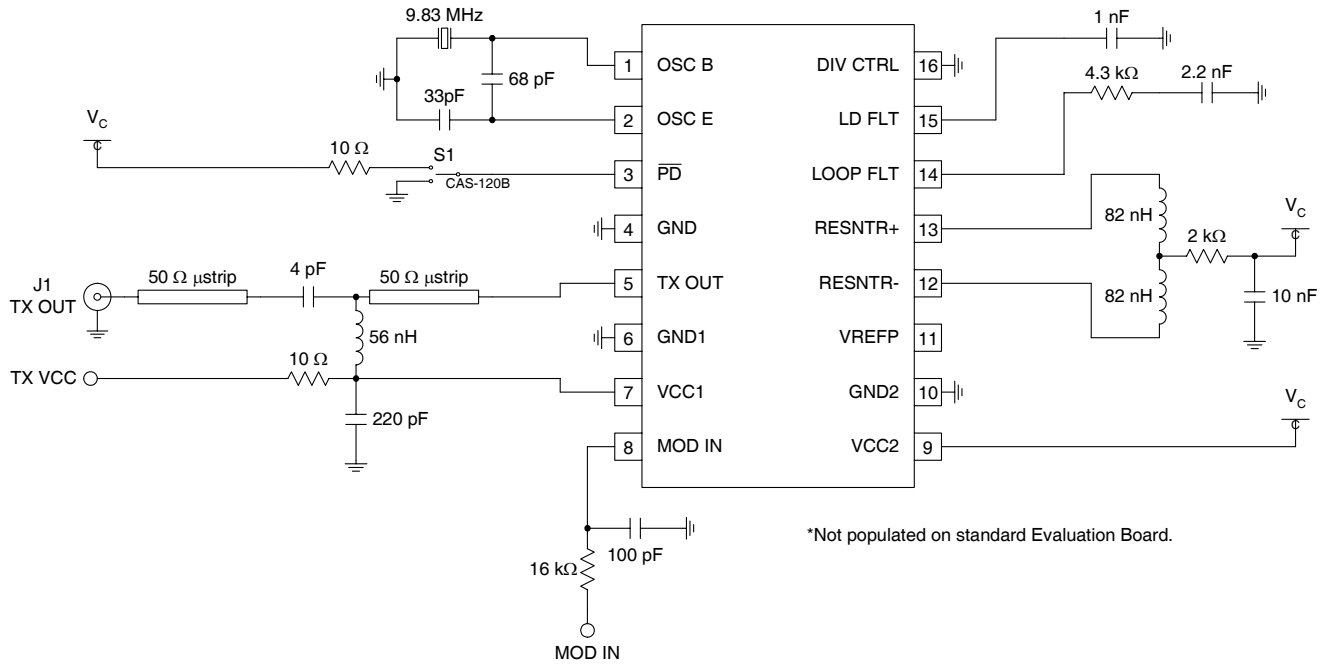 9.83 MHz
68 pF
33pF
V_C
C
10 Ω
S1
CAS-120B
J1
TX OUT
50 Ω µstrip
4 pF
50 Ω µstrip
56 nH
TX VCC
10 Ω
220 pF
1 OSC B
2 OSC E
3 P̅D̅
4 GND
5 TX OUT
6 GND1
7 VCC1
8 MOD IN
DIV CTRL 16
LD FLT 15
LOOP FLT 14
RESNTR+ 13
RESNTR- 12
VREFP 11
GND2 10
VCC2 9
1 nF
4.3 kΩ
2.2 nF
82 nH
82 nH
2 kΩ
V_C
C
10 nF
V_C
C
100 pF
16 kΩ
MOD IN
*Not populated on standard Evaluation Board.